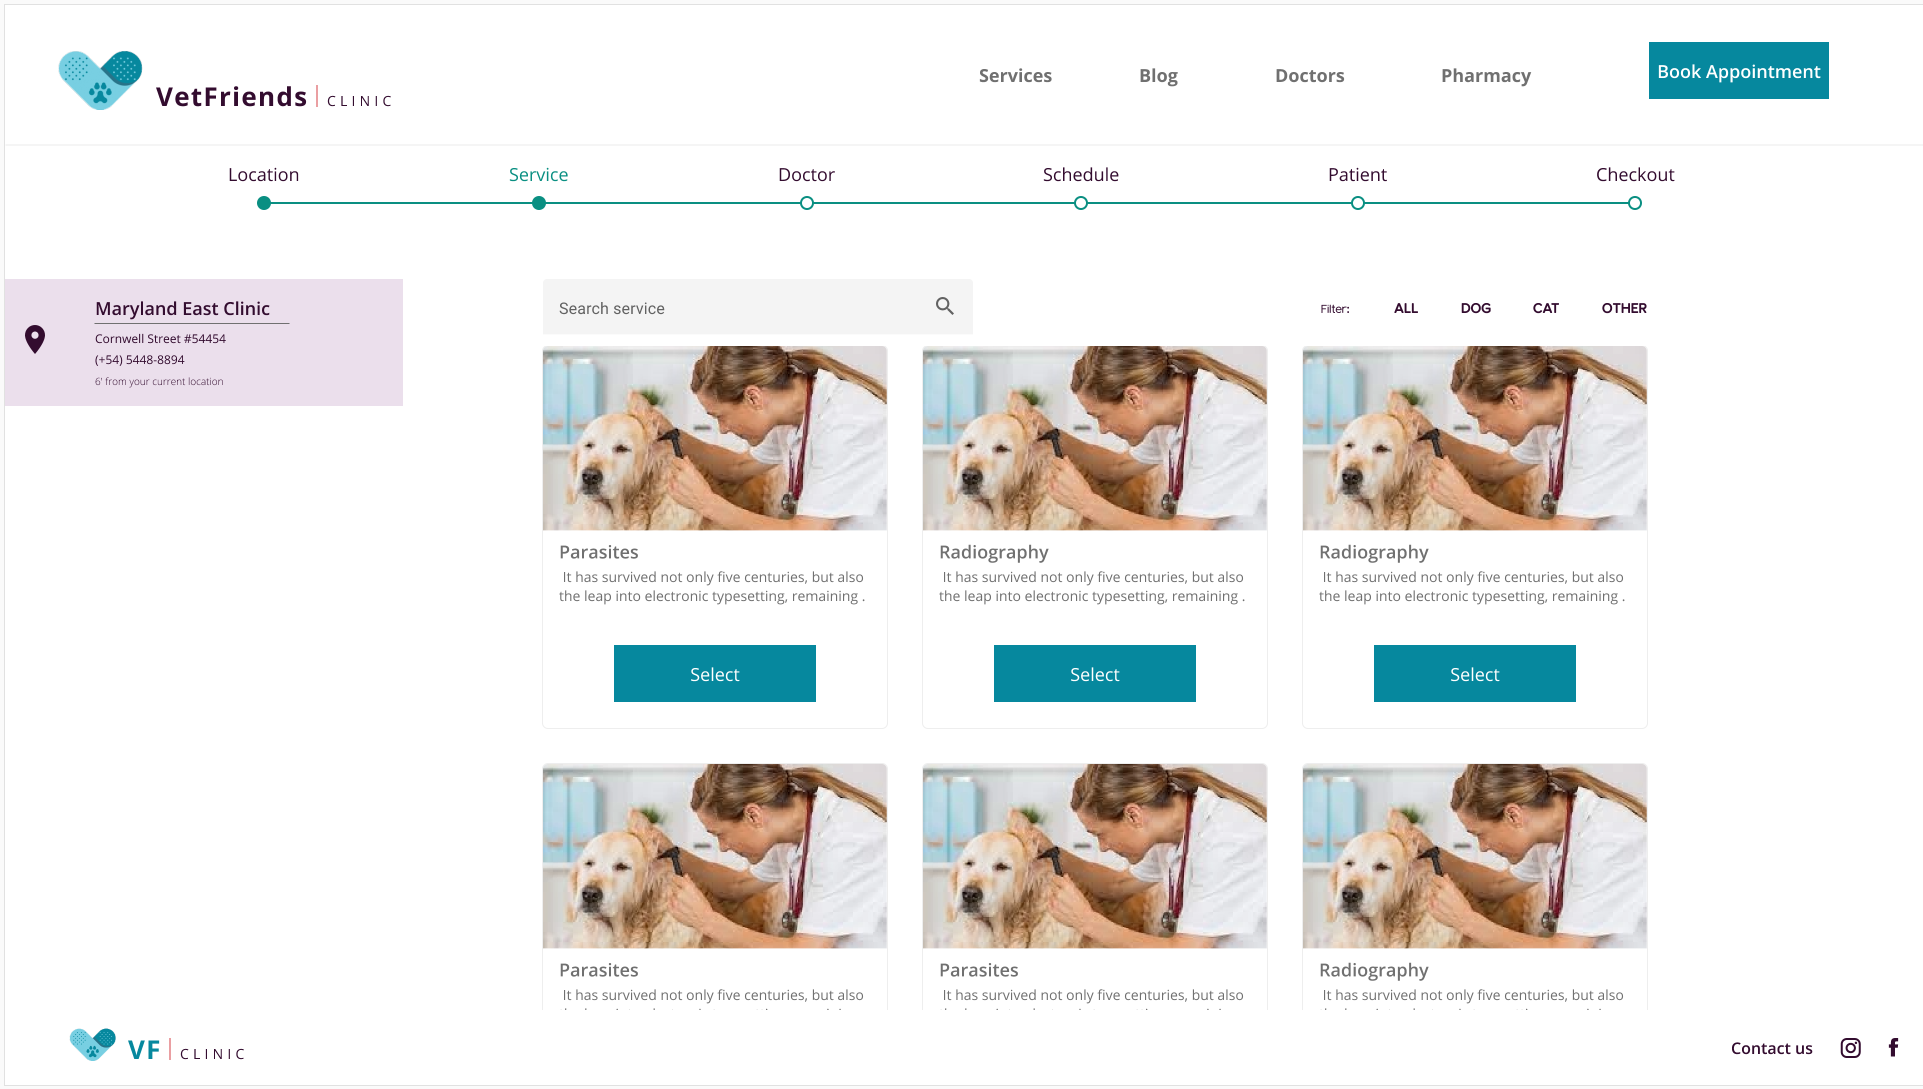 VetFriends CLINIC
Services
Blog
Doctors
Pharmacy
Book Appointment
Location
Service
Doctor
Schedule
Patient
Checkout
Maryland East Clinic
Cornwell Street #54454
(+54) 5448-8894
6' from your current location
Search service
Filter:
ALL
DOG
CAT
OTHER
Parasites
It has survived not only five centuries, but also
the leap into electronic typesetting, remaining .
Select
Radiography
It has survived not only five centuries, but also
the leap into electronic typesetting, remaining .
Select
Radiography
It has survived not only five centuries, but also
the leap into electronic typesetting, remaining .
Select
Parasites
It has survived not only five centuries, but also
Parasites
It has survived not only five centuries, but also
Radiography
It has survived not only five centuries, but also
VF CLINIC
Contact us